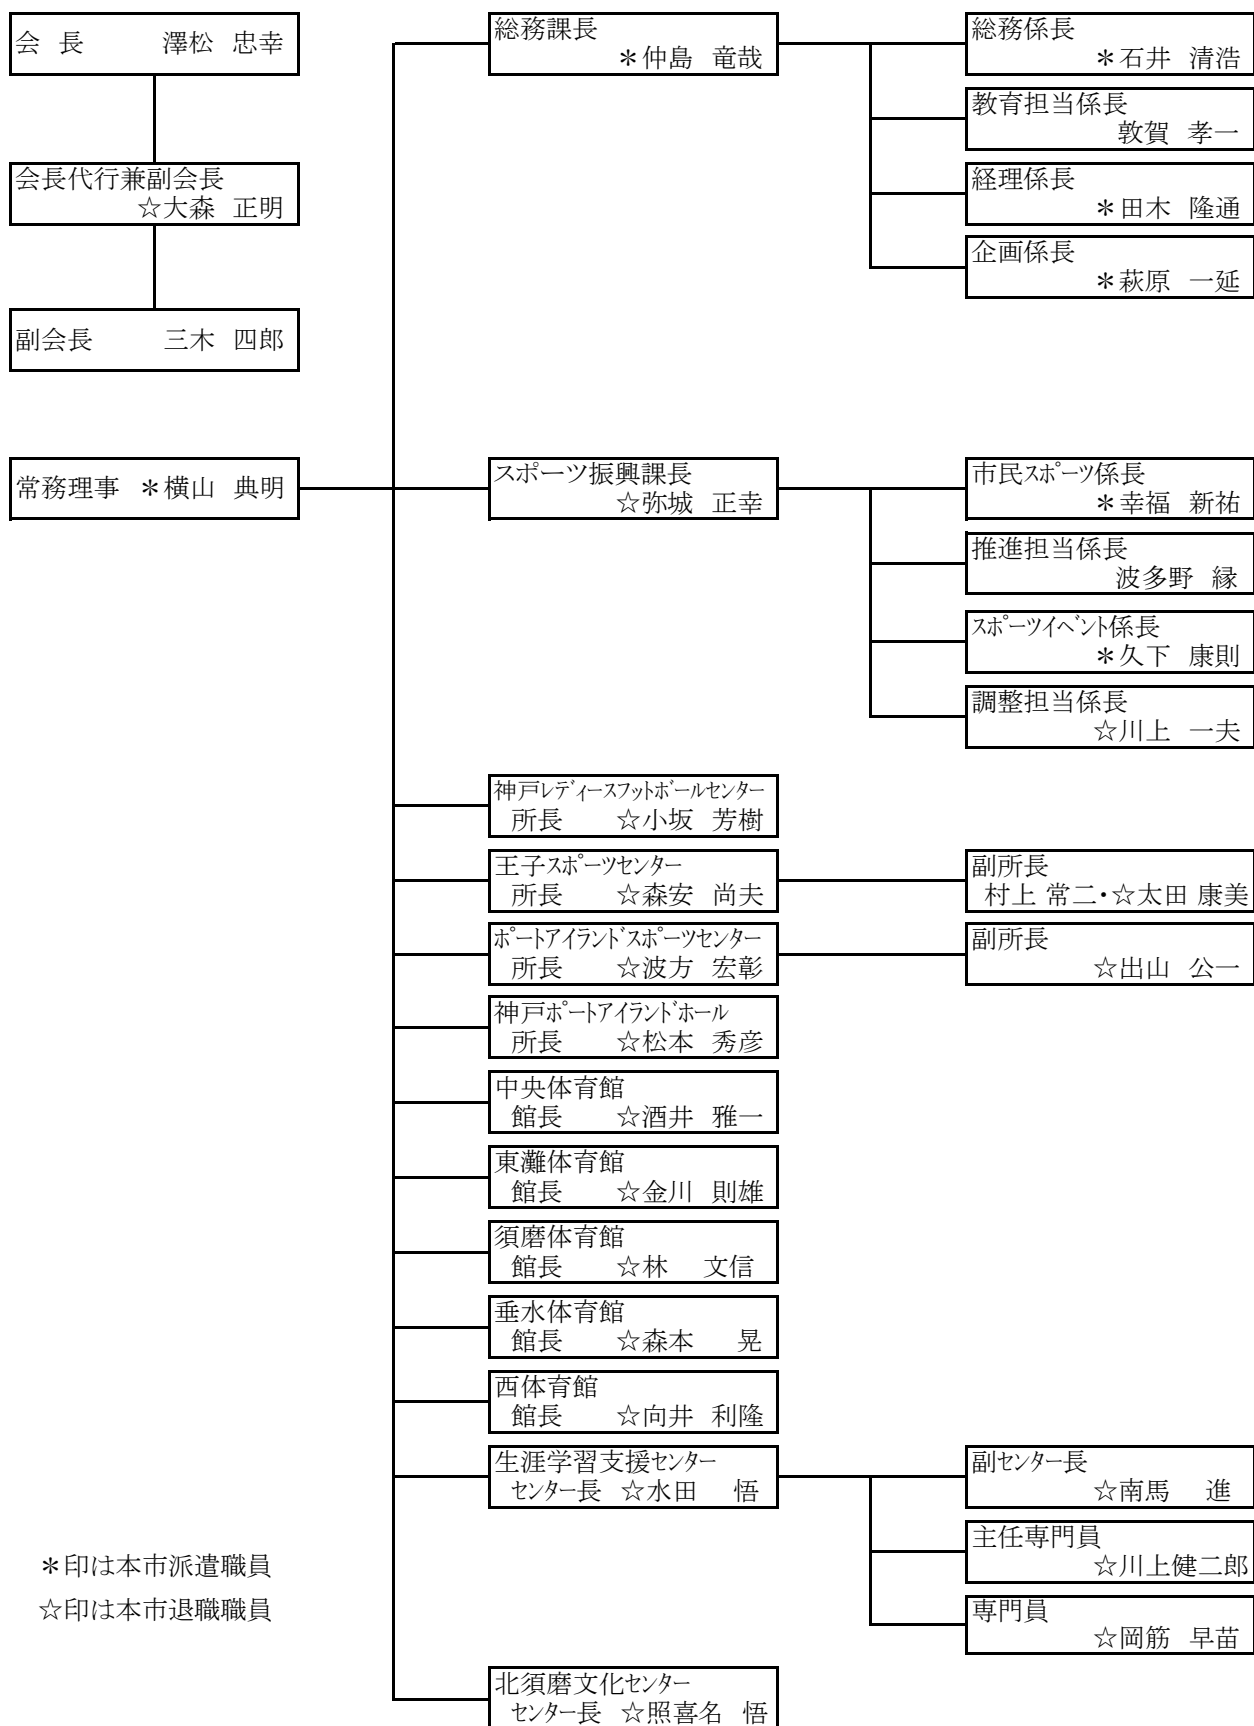 会 長 澤松 忠幸
会長代行兼副会長
☆大森 正明
副会長 三木 四郎
常務理事 ＊横山 典明
総務課長
＊仲島 竜哉
総務係長
＊石井 清浩
教育担当係長
敦賀 孝一
経理係長
＊田木 隆通
企画係長
＊萩原 一延
スポーツ振興課長
☆弥城 正幸
市民スポーツ係長
＊幸福 新祐
推進担当係長
波多野 縁
スポーツイベント係長
＊久下 康則
調整担当係長
☆川上 一夫
神戸レディースフットボールセンター
所長 ☆小坂 芳樹
王子スポーツセンター
所長 ☆森安 尚夫
副所長
村上 常二・☆太田 康美
ポートアイランドスポーツセンター
所長 ☆波方 宏彰
副所長
☆出山 公一
神戸ポートアイランドホール
所長 ☆松本 秀彦
中央体育館
館長 ☆酒井 雅一
東灘体育館
館長 ☆金川 則雄
須磨体育館
館長 ☆林 文信
垂水体育館
館長 ☆森本 晃
西体育館
館長 ☆向井 利隆
生涯学習支援センター
センター長 ☆水田 悟
副センター長
☆南馬 進
主任専門員
☆川上健二郎
専門員
☆岡筋 早苗
北須磨文化センター
センター長 ☆照喜名 悟
＊印は本市派遣職員
☆印は本市退職職員